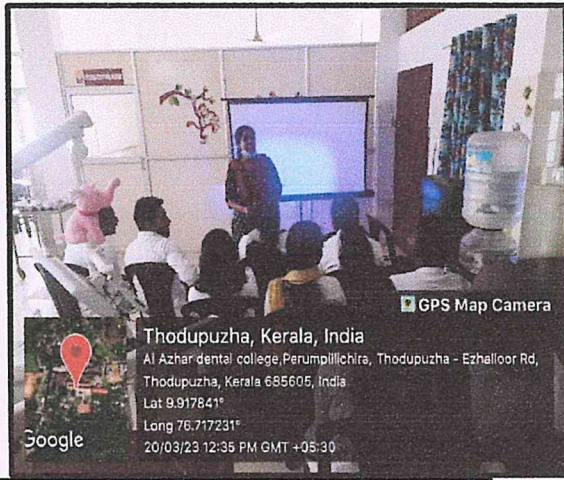 GPS Map Camera
Thodupuzha, Kerala, India
Al Azhar dental college,Perumpillichira, Thodupuzha - Ezhalloor Rd,
Thodupuzha, Kerala 685605, India
Lat 9.917841°
Long 76.717231°
20/03/23 12:35 PM GMT +05:30
Google